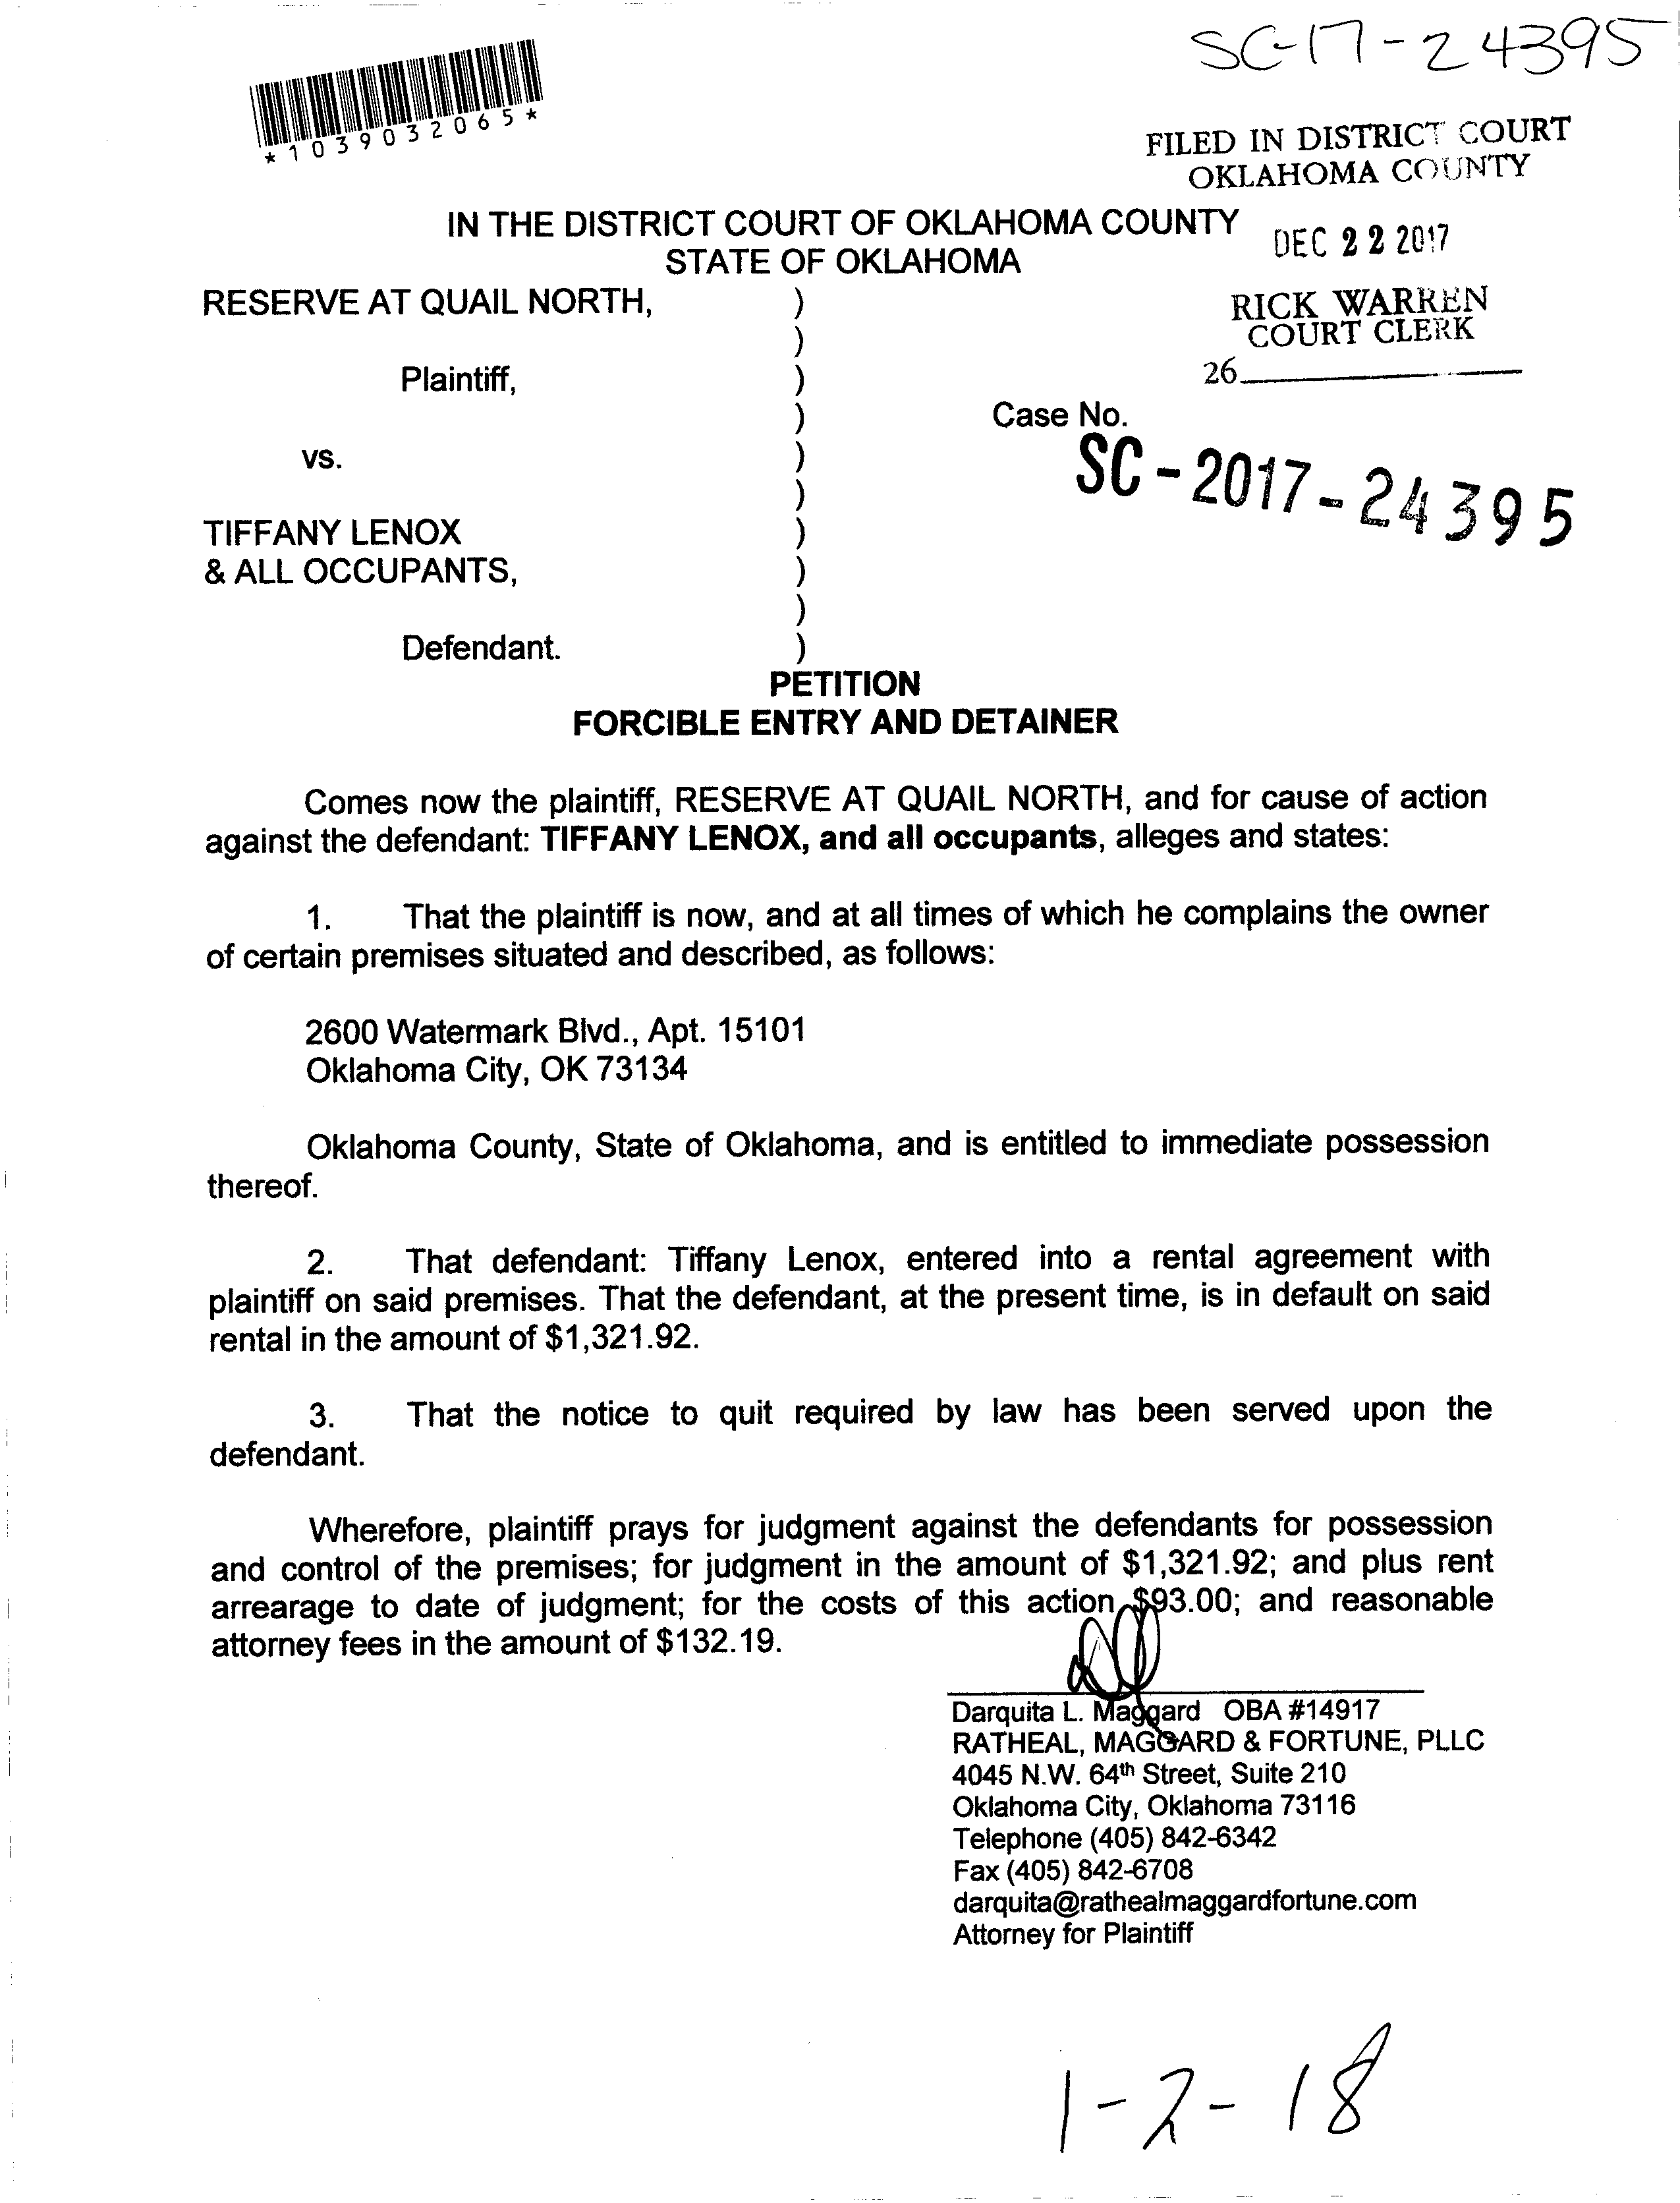 SC-17-24395
*1039032065*
FILED IN DISTRICT COURT
OKLAHOMA COUNTY
IN THE DISTRICT COURT OF OKLAHOMA COUNTY
STATE OF OKLAHOMA
DEC 22 2017
RICK WARREN
COURT CLERK
26
RESERVE AT QUAIL NORTH, )
)
Plaintiff, )
)
Case No.
SC-2017-24395
vs. )
)
TIFFANY LENOX )
& ALL OCCUPANTS, )
)
Defendant. )
PETITION
FORCIBLE ENTRY AND DETAINER
Comes now the plaintiff, RESERVE AT QUAIL NORTH, and for cause of action
against the defendant: TIFFANY LENOX, and all occupants, alleges and states:
1. That the plaintiff is now, and at all times of which he complains the owner
of certain premises situated and described, as follows:
2600 Watermark Blvd., Apt. 15101
Oklahoma City, OK 73134
Oklahoma County, State of Oklahoma, and is entitled to immediate possession
thereof.
2. That defendant: Tiffany Lenox, entered into a rental agreement with
plaintiff on said premises. That the defendant, at the present time, is in default on said
rental in the amount of $1,321.92.
3. That the notice to quit required by law has been served upon the
defendant.
Wherefore, plaintiff prays for judgment against the defendants for possession
and control of the premises; for judgment in the amount of $1,321.92; and plus rent
arrearage to date of judgment; for the costs of this action $93.00; and reasonable
attorney fees in the amount of $132.19.
Darquita L. Maggard OBA #14917
RATHEAL, MAGGARD & FORTUNE, PLLC
4045 N.W. 64th Street, Suite 210
Oklahoma City, Oklahoma 73116
Telephone (405) 842-6342
Fax (405) 842-6708
darquita@rathealmaggardfortune.com
Attorney for Plaintiff
1-2-18